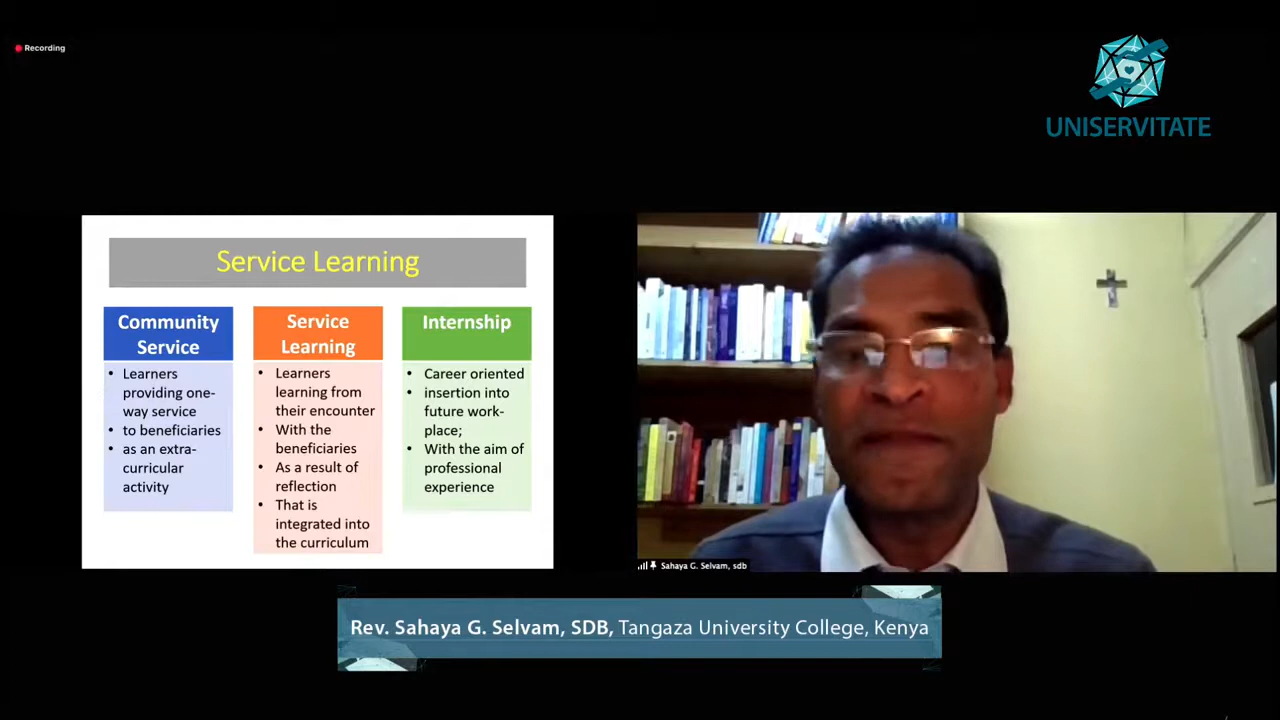 Recording
UNISERVITATE
Service Learning
Community
Service
• Learners
providing one-
way service
• to beneficiaries
• as an extra-
curricular
activity
Service
Learning
• Learners
learning from
their encounter
• With the
beneficiaries
• As a result of
reflection
• That is
integrated into
the curriculum
Internship
• Career oriented
• insertion into
future work-
place;
• With the aim of
professional
experience
Sahaya G. Selvam, sdb
Rev. Sahaya G. Selvam, SDB, Tangaza University College, Kenya